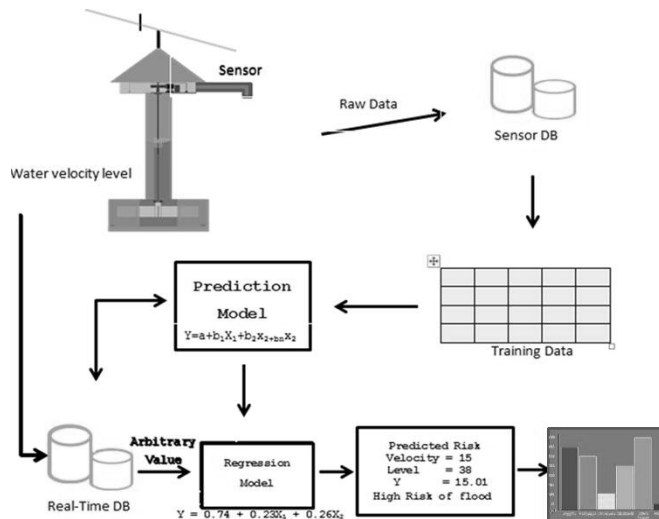 Sensor
Raw Data
Sensor DB
Water velocity level
Prediction
Model
Y=a+b₁X₁+b₂x₂₊bnx₂
Training Data
Arbitrary
Value
Real-Time DB
Regression
Model
Y = 0.74 + 0.23X₁ + 0.26X₂
Predicted Risk
Velocity = 15
Level = 38
Y = 15.01
High Risk of flood